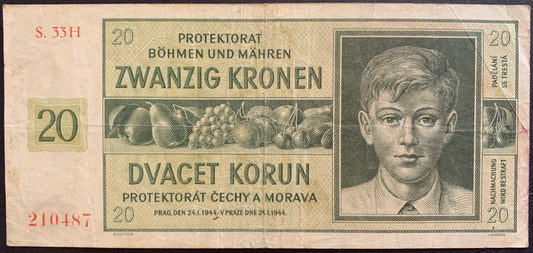 S. 33H
20
PROTEKTORAT
BÖHMEN UND MÄHREN
ZWANZIG KRONEN
20
DVACET KORUN
PROTEKTORÁT ČECHY A MORAVA
PRAG, DEN 24.I.1944. V PRAZE DNE 24.I.1944.
210487
20
20
PADĚLÁNÍ
SE TRESTÁ
NACHMACHUNG
WIRD BESTRAFT
20